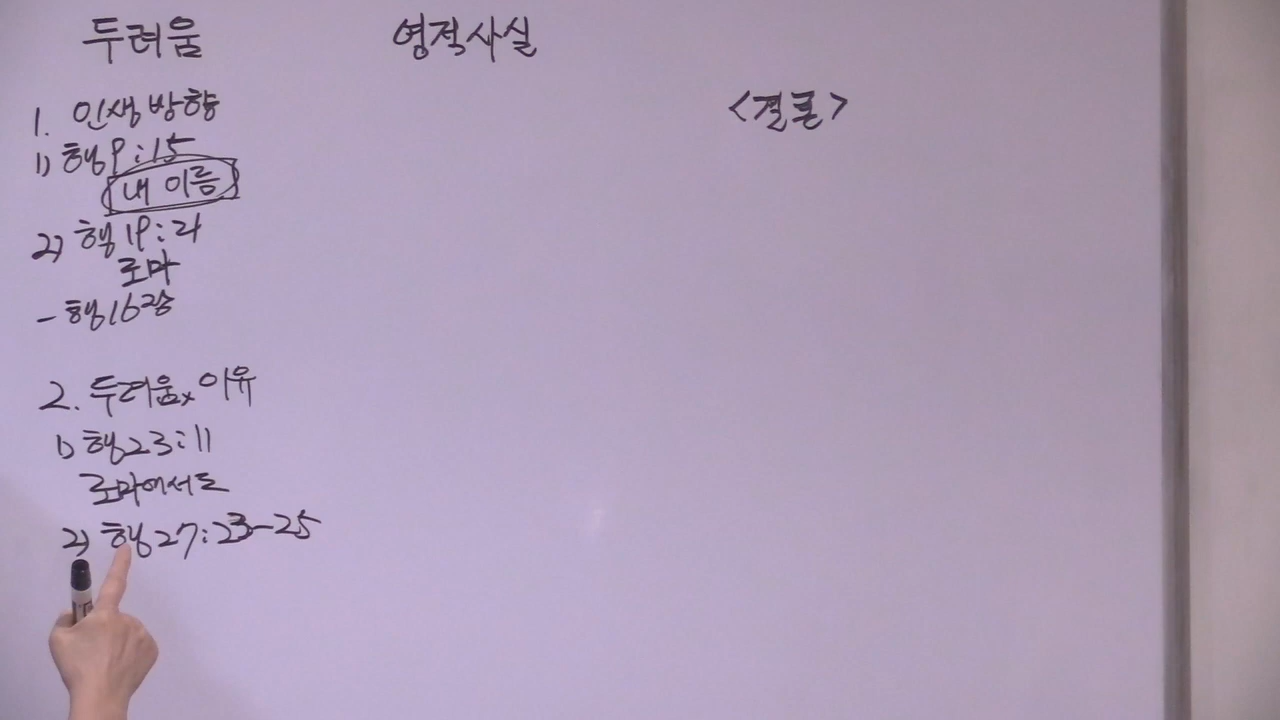 두려움
1. 인생 방향
1) 행9:15
내 이름
2) 행19:21
로마
- 행16장
2. 두려움x 이유
1) 행23:11
로마에서도
2) 행27:23-25
영적사실
<결론>